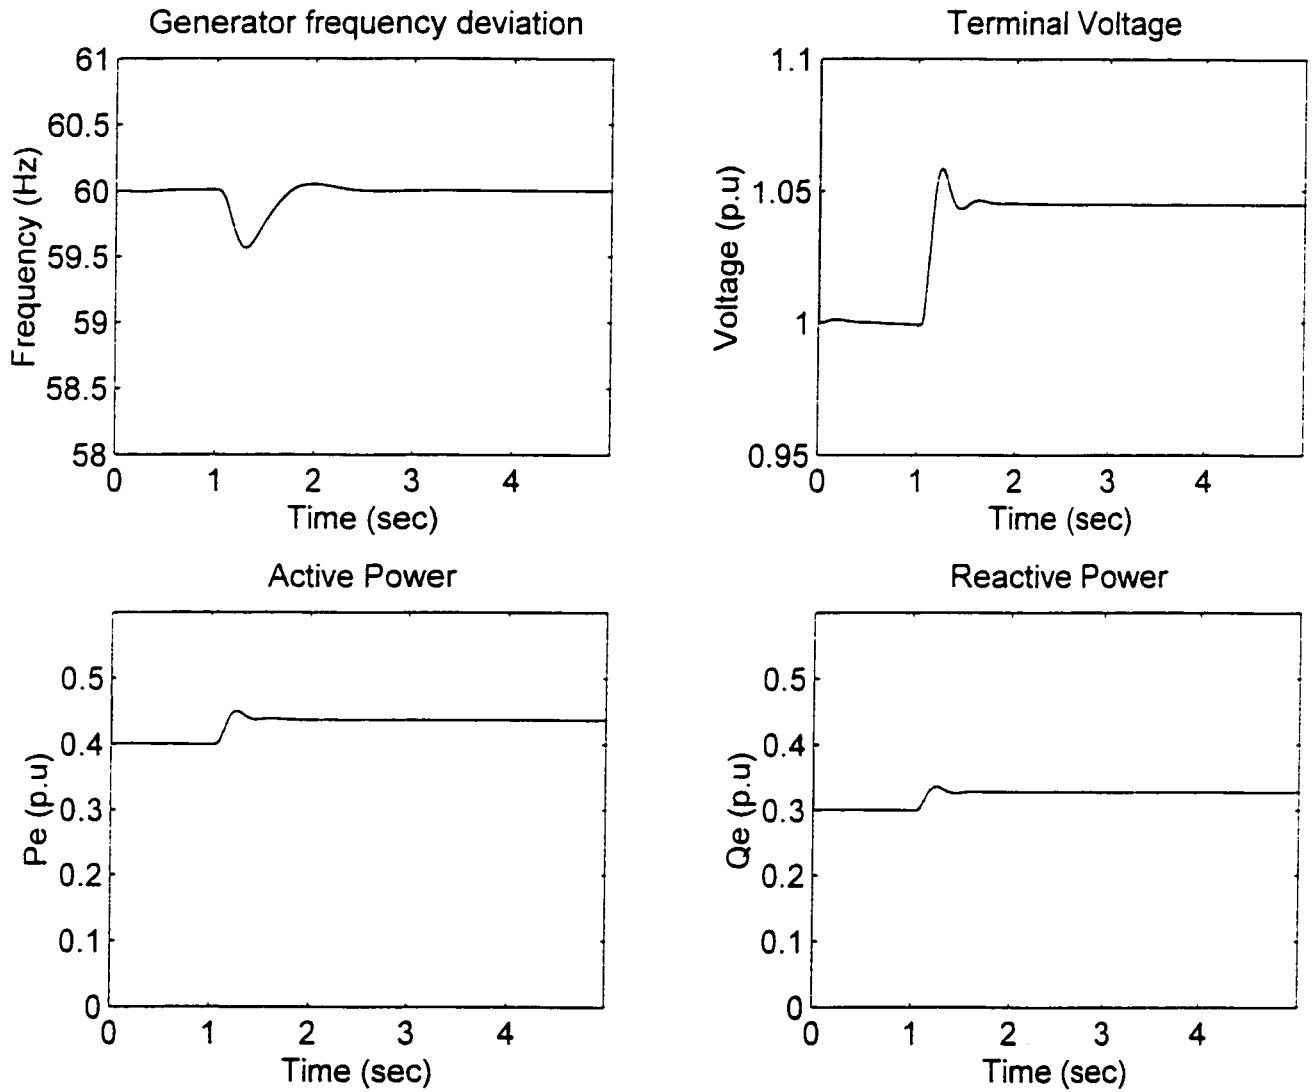 Generator frequency deviation
61
60.5
60
59.5
59
58.5
58
Frequency (Hz)
0 1 2 3 4
Time (sec)
Terminal Voltage
1.1
1.05
1
0.95
Voltage (p.u)
0 1 2 3 4
Time (sec)
Active Power
0.5
0.4
0.3
0.2
0.1
0
Pe (p.u)
0 1 2 3 4
Time (sec)
Reactive Power
0.5
0.4
0.3
0.2
0.1
0
Qe (p.u)
0 1 2 3 4
Time (sec)